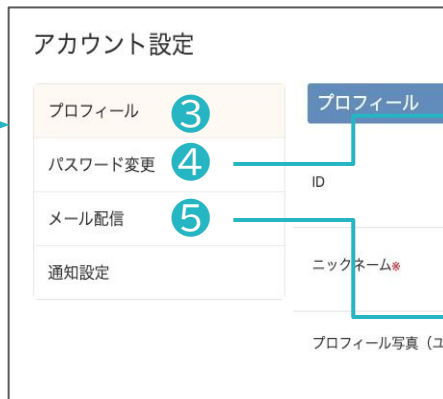 アカウント設定
プロフィール ③
パスワード変更 ④
メール配信 ⑤
通知設定
プロフィール
ID
ニックネーム※
プロフィール写真（ユ